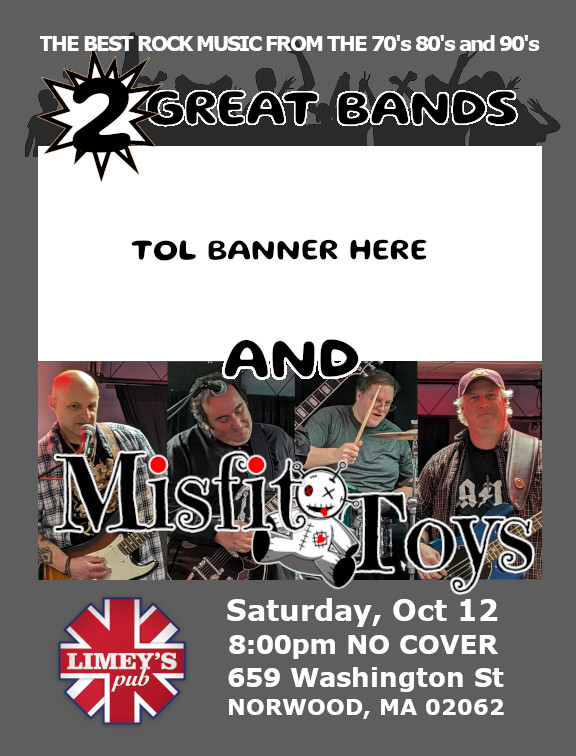 THE BEST ROCK MUSIC FROM THE 70's 80's and 90's
2 GREAT BANDS
TOL BANNER HERE
AND
Misfit Toys
LIMEY'S
pub
Saturday, Oct 12
8:00pm NO COVER
659 Washington St
NORWOOD, MA 02062